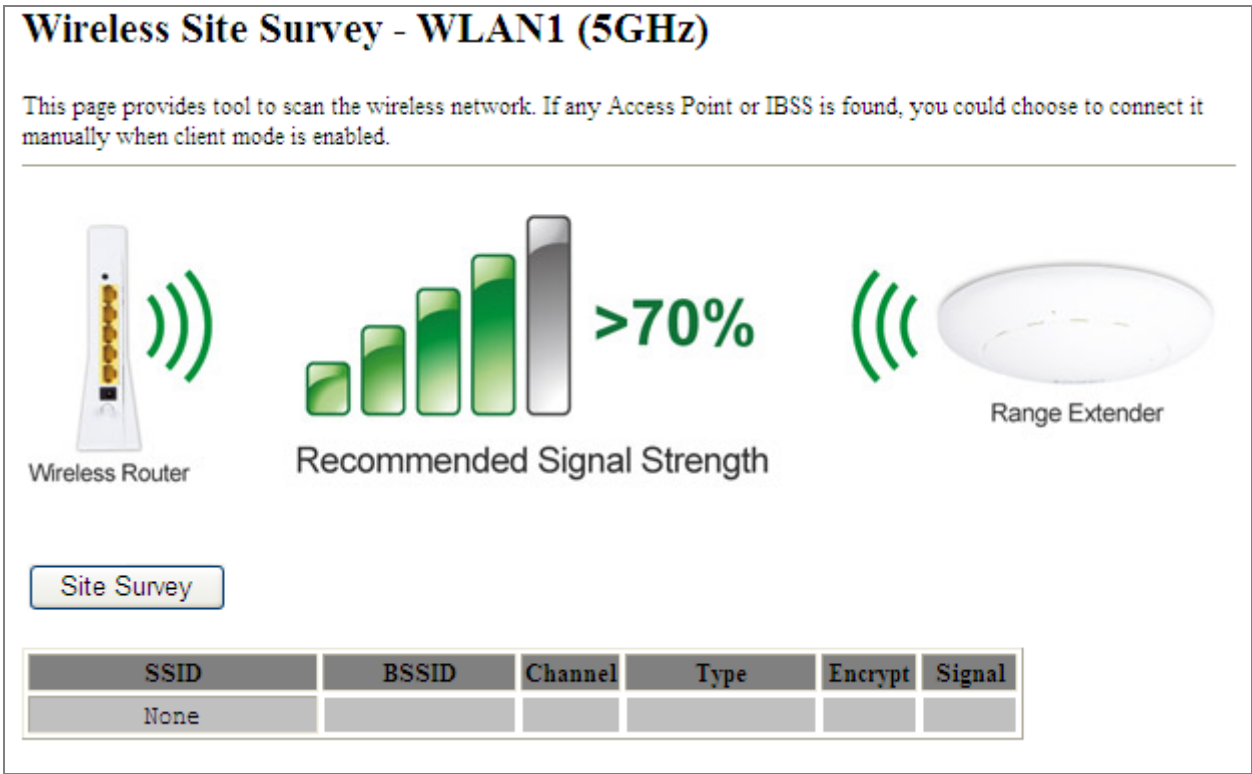 Wireless Site Survey - WLAN1 (5GHz)
This page provides tool to scan the wireless network. If any Access Point or IBSS is found, you could choose to connect it
manually when client mode is enabled.
>70%
Range Extender
Recommended Signal Strength
Wireless Router
Site Survey
SSID BSSID Channel Type Encrypt Signal
None